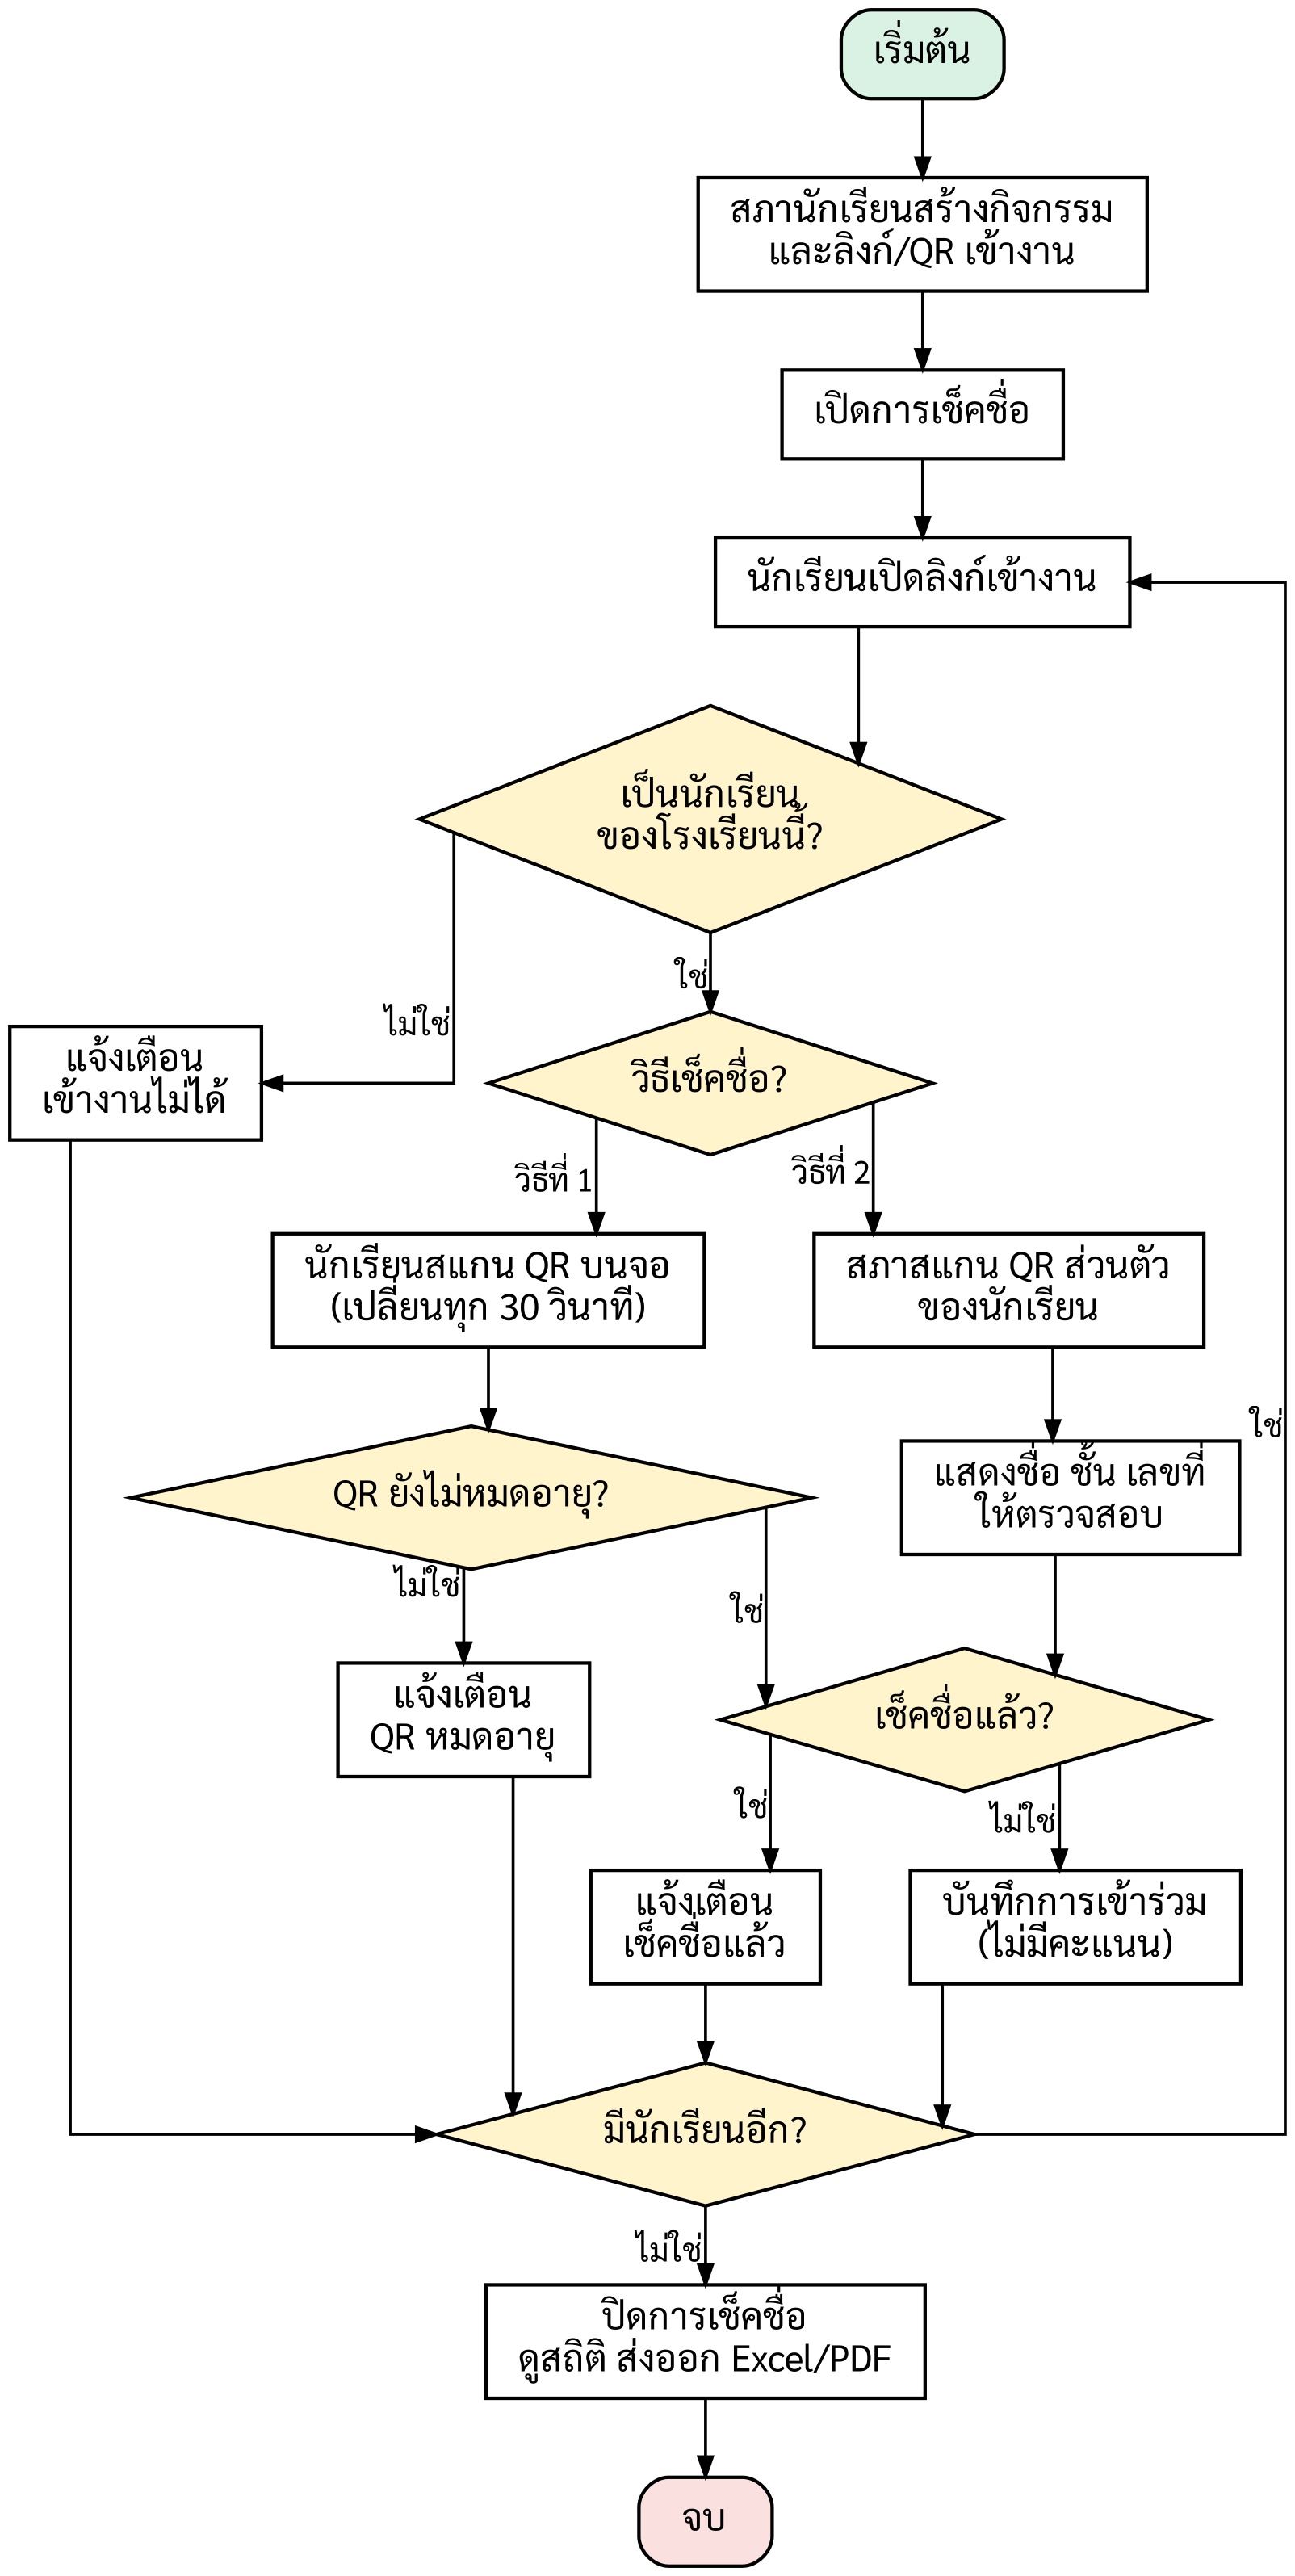 เริ่มต้น
สภานักเรียนสร้างกิจกรรม
และลิงก์/QR เข้างาน
เปิดการเช็คชื่อ
นักเรียนเปิดลิงก์เข้างาน
เป็นนักเรียน
ของโรงเรียนนี้?
ใช่
ไม่ใช่
แจ้งเตือน
เข้างานไม่ได้
วิธีเช็คชื่อ?
วิธีที่ 1
วิธีที่ 2
นักเรียนสแกน QR บนจอ
(เปลี่ยนทุก 30 วินาที)
สภาสแกน QR ส่วนตัว
ของนักเรียน
ใช่
QR ยังไม่หมดอายุ?
แสดงชื่อ ชั้น เลขที่
ให้ตรวจสอบ
ไม่ใช่
ใช่
แจ้งเตือน
QR หมดอายุ
เช็คชื่อแล้ว?
ใช่
ไม่ใช่
แจ้งเตือน
เช็คชื่อแล้ว
บันทึกการเข้าร่วม
(ไม่มีคะแนน)
มีนักเรียนอีก?
ไม่ใช่
ปิดการเช็คชื่อ
ดูสถิติ ส่งออก Excel/PDF
จบ